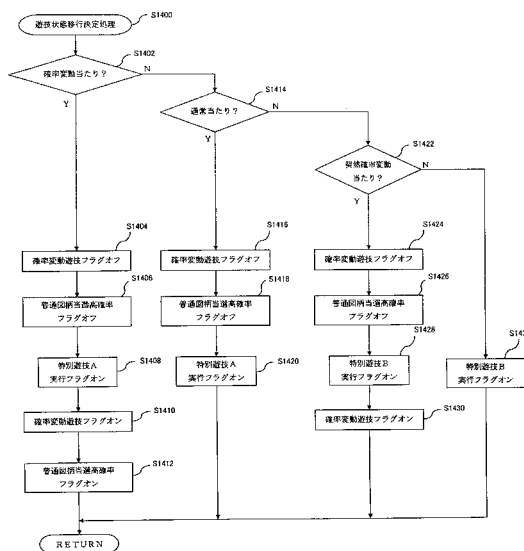 遊技状態移行決定処理
S1400
S1402
確率変動当たり？
N
Y
S1414
通常当たり？
N
Y
S1422
突然確率変動
当たり？
N
Y
S1404
確率変動遊技フラグオフ
S1406
普通図柄当選高確率
フラグオフ
S1408
特別遊技A
実行フラグオン
S1410
確率変動遊技フラグオン
S1412
普通図柄当選高確率
フラグオン
S1416
確率変動遊技フラグオフ
S1418
普通図柄当選高確率
フラグオフ
S1420
特別遊技A
実行フラグオン
S1424
確率変動遊技フラグオフ
S1426
普通図柄当選高確率
フラグオフ
S1428
特別遊技B
実行フラグオン
S1430
確率変動遊技フラグオン
特別遊技B
実行フラグオン
RETURN